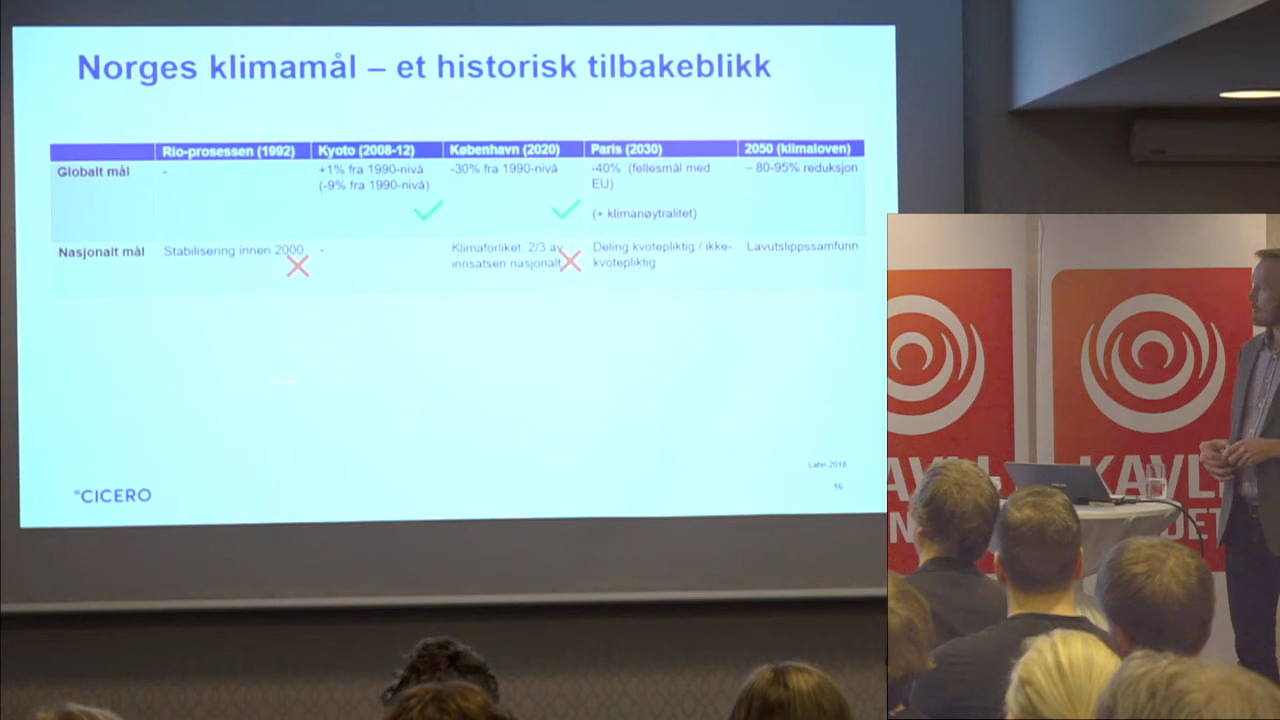 Norges klimamål – et historisk tilbakeblikk
Rio-prosessen (1992) Kyoto (2008-12) København (2020) Paris (2030) 2050 (klimaloven)
Globalt mål - +1% fra 1990-nivå -30% fra 1990-nivå -40% (fellesmål med – 80-95% reduksjon
(-9% fra 1990-nivå) EU)
(+ klimanøytralitet)
Nasjonalt mål Stabilisering innen 2000 - Klimaforliket: 2/3 av Deling kvotepliktig / ikke- Lavutslippssamfunn
innsatsen nasjonalt kvotepliktig
Lahn 2018
16
°CICERO
KAVLI